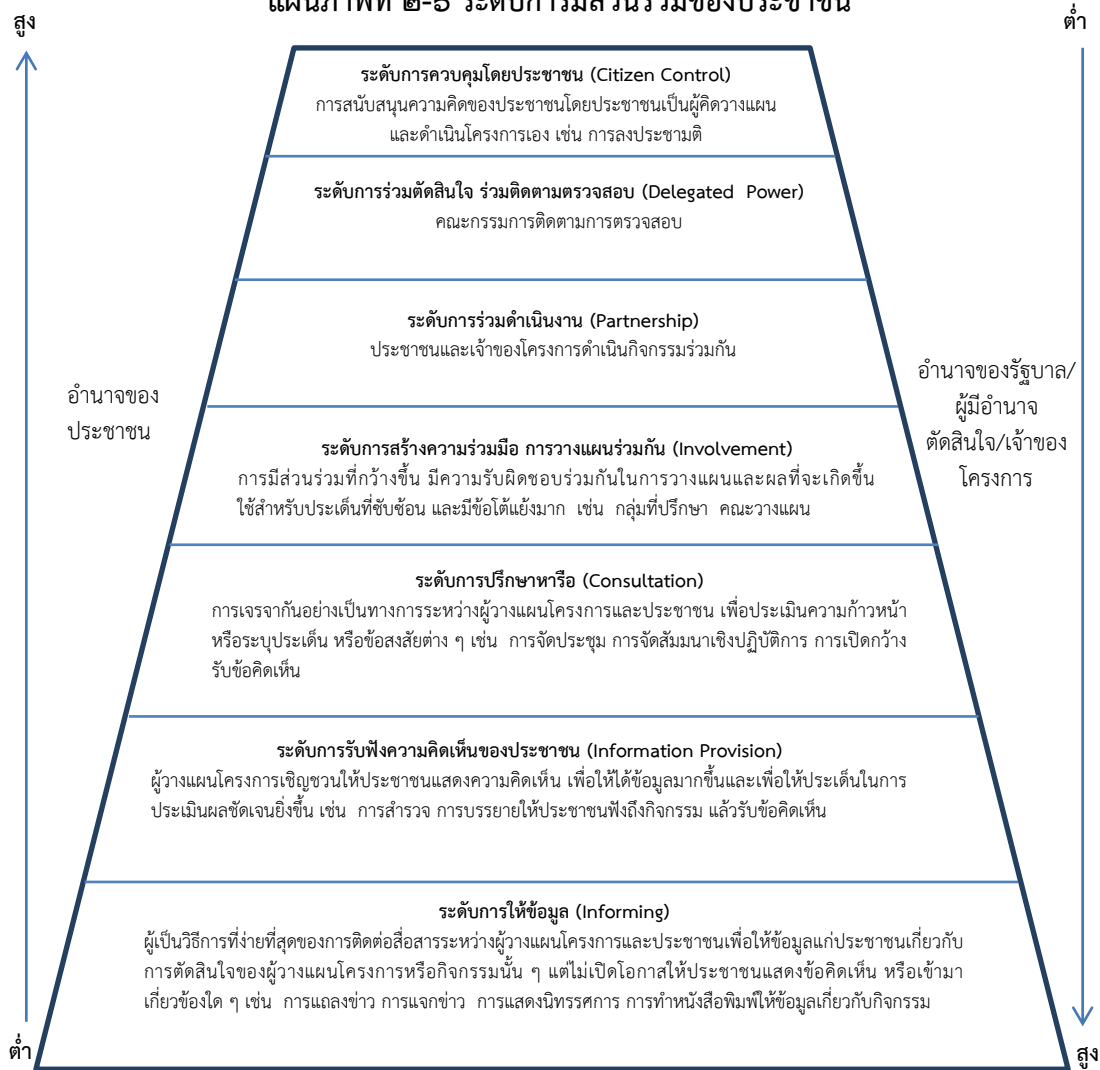 แผนภาพที่ ๒-๖ ระดับการมีส่วนร่วมของประชาชน
สูง
ต่ำ
ระดับการควบคุมโดยประชาชน (Citizen Control)
การสนับสนุนความคิดของประชาชนโดยประชาชนเป็นผู้คิดวางแผน
และดำเนินโครงการเอง เช่น การลงประชามติ
ระดับการร่วมตัดสินใจ ร่วมติดตามตรวจสอบ (Delegated Power)
คณะกรรมการติดตามการตรวจสอบ
ระดับการร่วมดำเนินงาน (Partnership)
ประชาชนและเจ้าของโครงการดำเนินกิจกรรมร่วมกัน
อำนาจของ
ประชาชน
อำนาจของรัฐบาล/
ผู้มีอำนาจ
ตัดสินใจ/เจ้าของ
โครงการ
ระดับการสร้างความร่วมมือ การวางแผนร่วมกัน (Involvement)
การมีส่วนร่วมที่กว้างขึ้น มีความรับผิดชอบร่วมกันในการวางแผนและผลที่จะเกิดขึ้น
ใช้สำหรับประเด็นที่ซับซ้อน และมีข้อโต้แย้งมาก เช่น กลุ่มที่ปรึกษา คณะวางแผน
ระดับการปรึกษาหารือ (Consultation)
การเจรจากันอย่างเป็นทางการระหว่างผู้วางแผนโครงการและประชาชน เพื่อประเมินความก้าวหน้า
หรือระบุประเด็น หรือข้อสงสัยต่าง ๆ เช่น การจัดประชุม การจัดสัมมนาเชิงปฏิบัติการ การเปิดกว้าง
รับข้อคิดเห็น
ระดับการรับฟังความคิดเห็นของประชาชน (Information Provision)
ผู้วางแผนโครงการเชิญชวนให้ประชาชนแสดงความคิดเห็น เพื่อให้ได้ข้อมูลมากขึ้นและเพื่อให้ประเด็นในการ
ประเมินผลชัดเจนยิ่งขึ้น เช่น การสำรวจ การบรรยายให้ประชาชนฟังถึงกิจกรรม แล้วรับข้อคิดเห็น
ระดับการให้ข้อมูล (Informing)
ผู้เป็นวิธีการที่ง่ายที่สุดของการติดต่อสื่อสารระหว่างผู้วางแผนโครงการและประชาชนเพื่อให้ข้อมูลแก่ประชาชนเกี่ยวกับ
การตัดสินใจของผู้วางแผนโครงการหรือกิจกรรมนั้น ๆ แต่ไม่เปิดโอกาสให้ประชาชนแสดงข้อคิดเห็น หรือเข้ามา
เกี่ยวข้องใด ๆ เช่น การแถลงข่าว การแจกข่าว การแสดงนิทรรศการ การทำหนังสือพิมพ์ให้ข้อมูลเกี่ยวกับกิจกรรม
ต่ำ
สูง